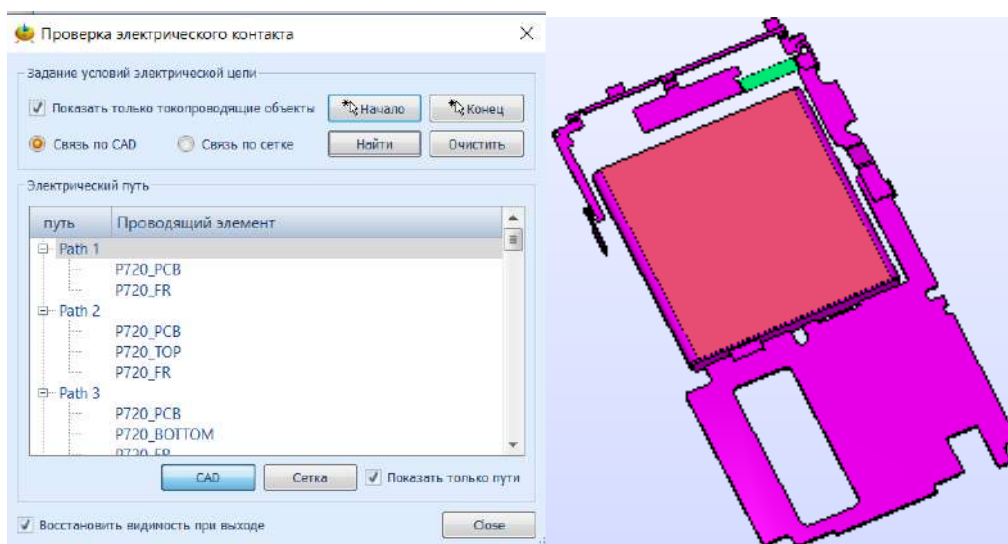 Проверка электрического контакта
Задание условий электрической цепи
Показать только токопроводящие объекты
Начало
Конец
Связь по CAD
Связь по сетке
Найти
Очистить
Электрический путь
путь
Проводящий элемент
Path 1
P720_PCB
P720_FR
Path 2
P720_PCB
P720_TOP
P720_FR
Path 3
P720_PCB
P720_BOTTOM
P720_FR
CAD
Сетка
Показать только пути
Восстановить видимость при выходе
Close